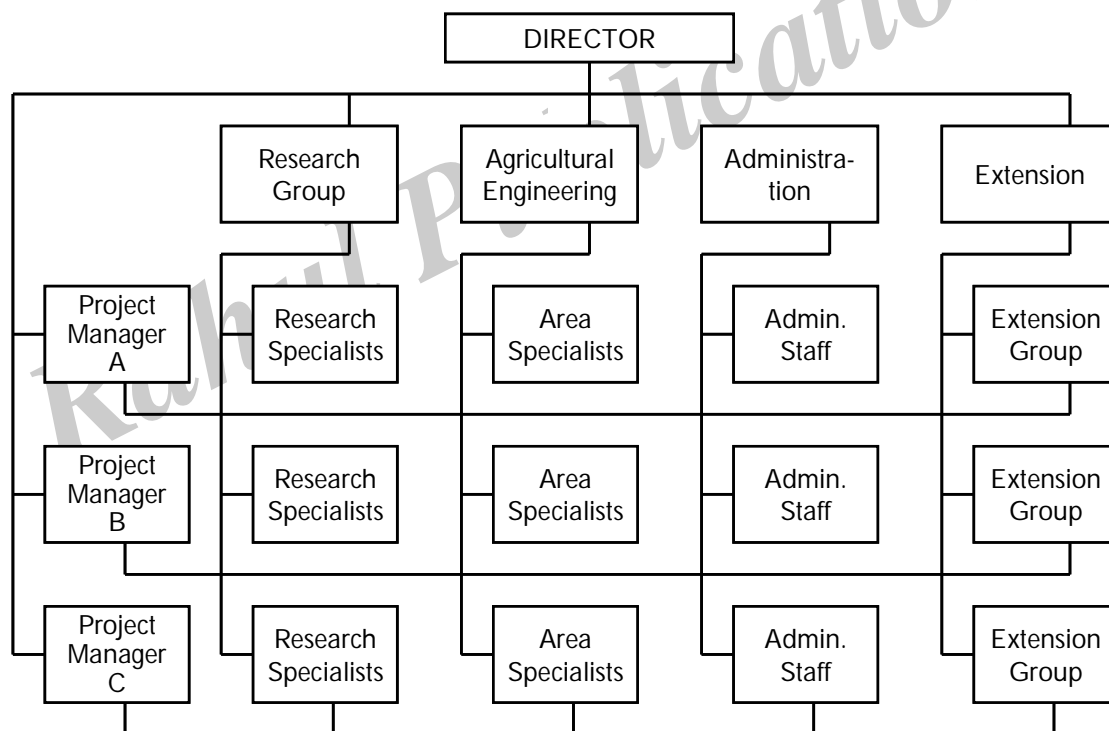 DIRECTOR
Research
Group
Agricultural
Engineering
Administra-
tion
Extension
Project
Manager
A
Research
Specialists
Area
Specialists
Admin.
Staff
Extension
Group
Project
Manager
B
Research
Specialists
Area
Specialists
Admin.
Staff
Extension
Group
Project
Manager
C
Research
Specialists
Area
Specialists
Admin.
Staff
Extension
Group
Rahul